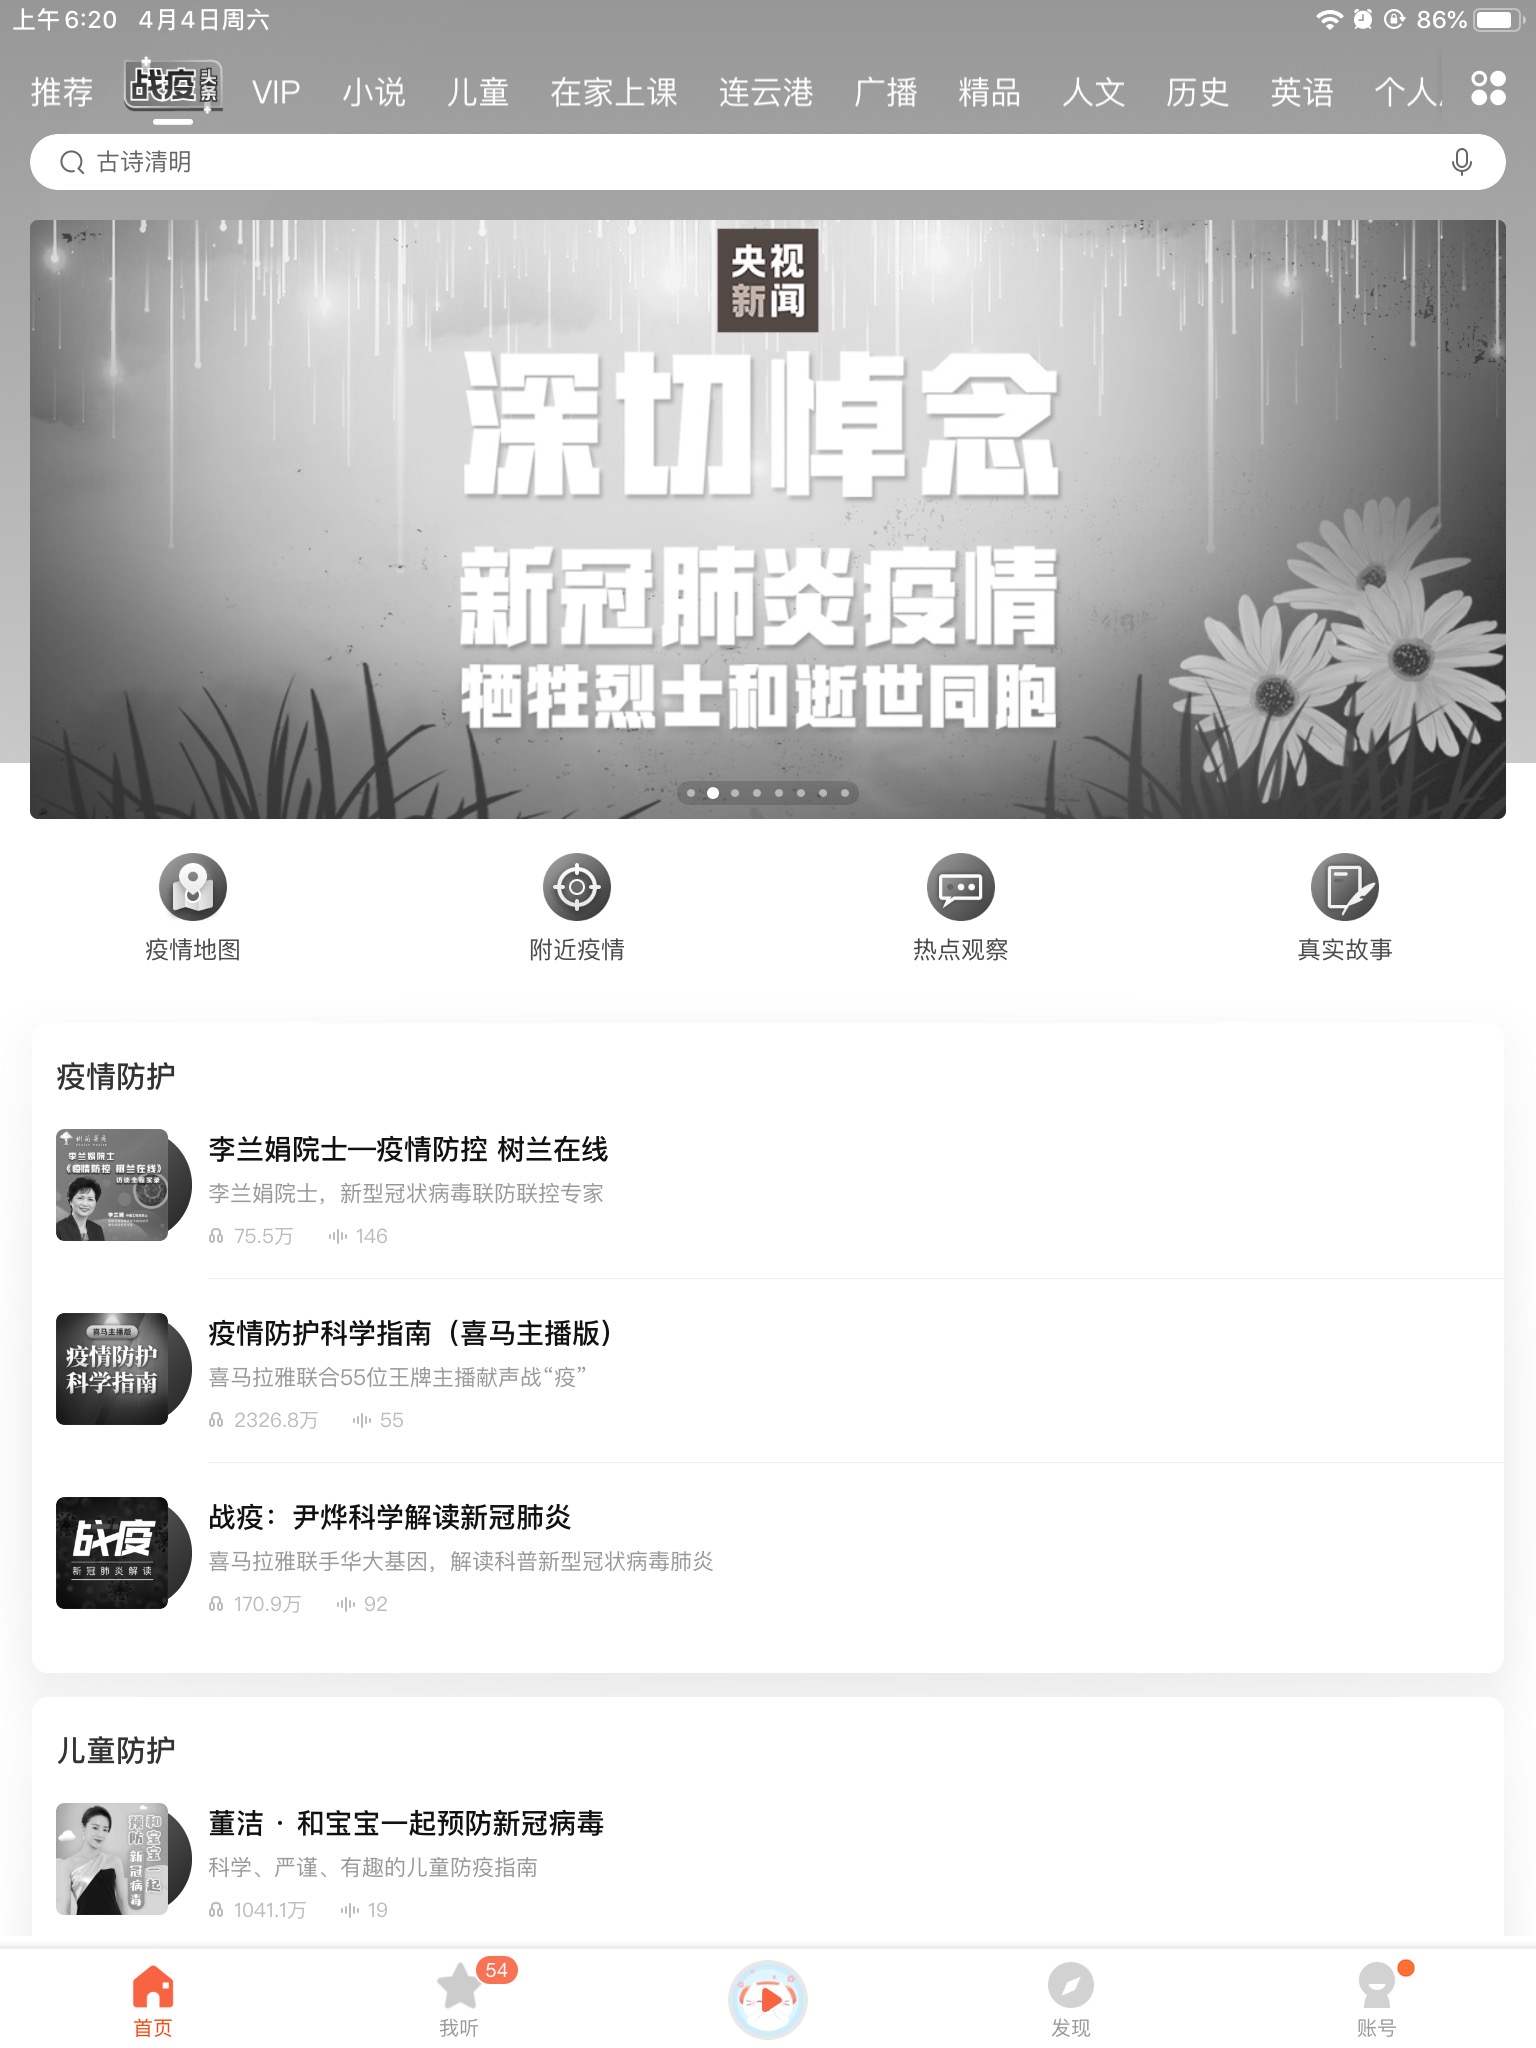 上午6:20 4月4日周六
86%
推荐 战疫头条 VIP 小说 儿童 在家上课 连云港 广播 精品 人文 历史 英语 个人
古诗清明
央视
新闻
深切悼念
新冠肺炎疫情
牺牲烈士和逝世同胞
疫情地图 附近疫情 热点观察 真实故事
疫情防护
李兰娟院士
《疫情防控 树兰在线》
访谈全程实录
李兰娟
李兰娟院士—疫情防控 树兰在线
李兰娟院士，新型冠状病毒联防联控专家
75.5万 146
喜马主播版
疫情防护
科学指南
疫情防护科学指南（喜马主播版）
喜马拉雅联合55位王牌主播献声战“疫”
2326.8万 55
战疫
新冠肺炎解读
战疫：尹烨科学解读新冠肺炎
喜马拉雅联手华大基因，解读科普新型冠状病毒肺炎
170.9万 92
儿童防护
和宝宝一起
预防新冠病毒
董洁 · 和宝宝一起预防新冠病毒
科学、严谨、有趣的儿童防疫指南
1041.1万 19
54
首页 我听 发现 账号